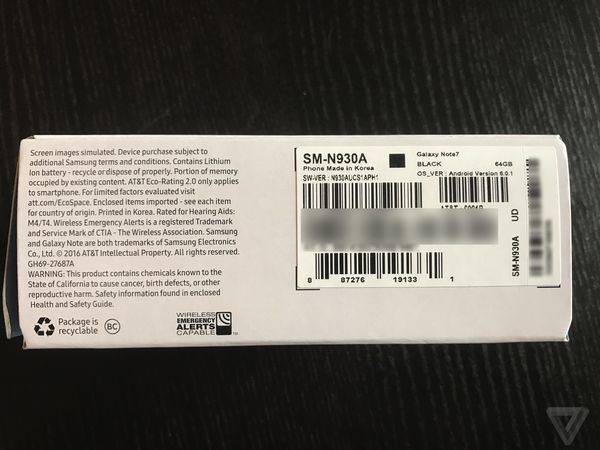 Screen images simulated. Device purchase subject to
additional Samsung terms and conditions. Contains Lithium
Ion battery - recycle or dispose of properly. Portion of memory
occupied by existing content. AT&T Eco-Rating 2.0 only applies
to smartphone. For limited factors evaluated visit
att.com/EcoSpace. Enclosed items imported - see each item
for country of origin. Printed in Korea. Rated for Hearing Aids:
M4/T4. Wireless Emergency Alerts is a registered Trademark
and Service Mark of CTIA - The Wireless Association. Samsung
and Galaxy Note are both trademarks of Samsung Electronics
Co., Ltd. © 2016 AT&T Intellectual Property. All rights reserved.
GH69-27687A
WARNING: This product contains chemicals known to the
State of California to cause cancer, birth defects, or other
reproductive harm. Safety information found in enclosed
Health and Safety Guide.
Package is
recyclable
BC
WIRELESS
EMERGENCY
ALERTS
CAPABLE
TM
SM-N930A
Phone Made in Korea
SW-VER : N930AUCS1APH1
Galaxy Note7
BLACK 64GB
OS_VER : Android Version 6.0.1
8 87276 19133 1
SM-N930A
UD